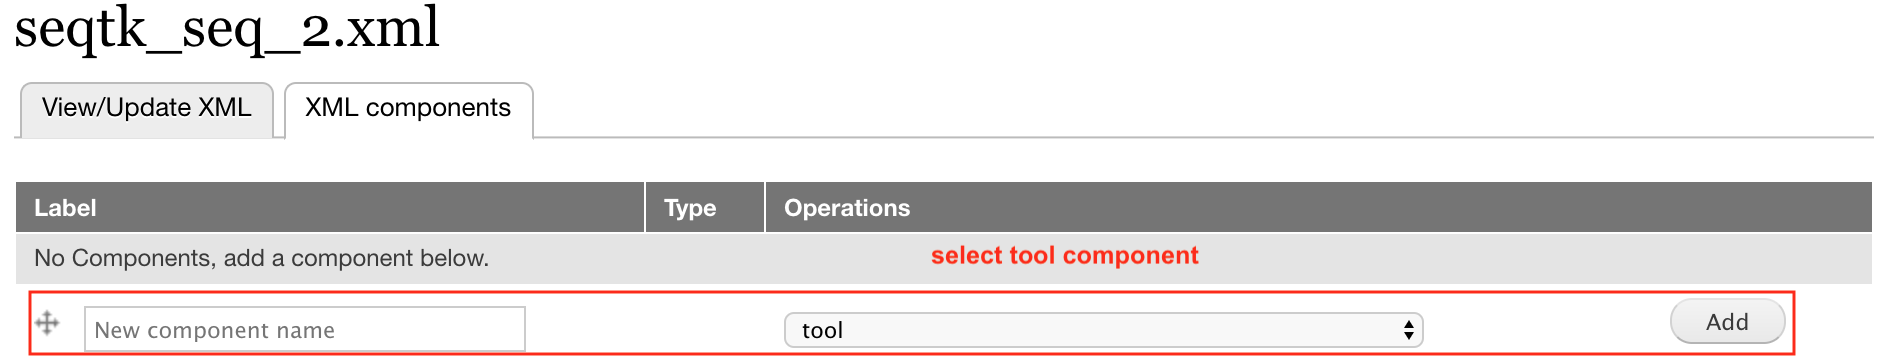 seqtk_seq_2.xml
View/Update XML XML components
Label Type Operations
No Components, add a component below. select tool component
New component name tool Add